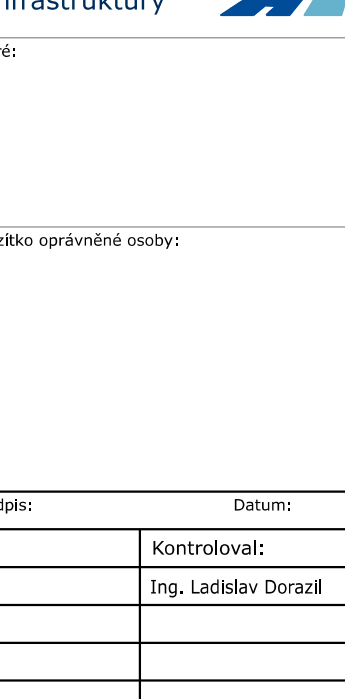 nfrastruktury
ré:
zítko oprávněné osoby:
dpis: Datum:
Kontroloval:
Ing. Ladislav Dorazil